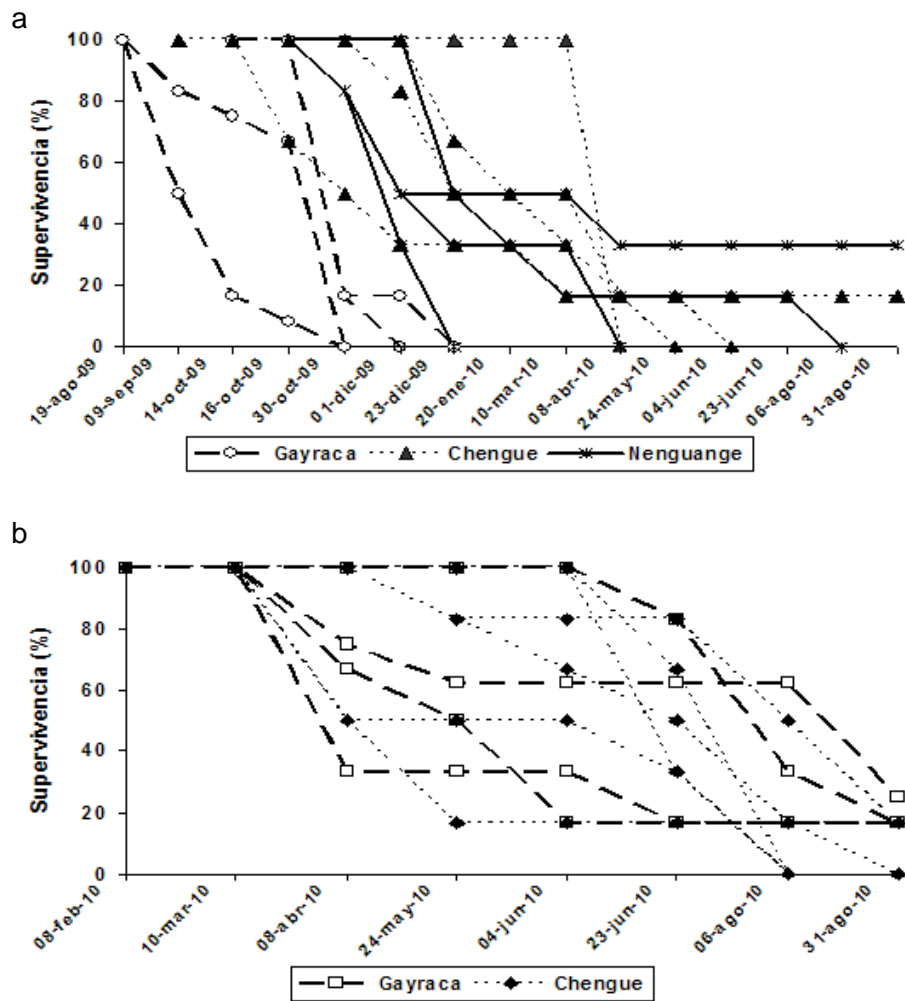 a
Supervivencia (%)
100
80
60
40
20
0
19-ago-09
09-sep-09
14-oct-09
16-oct-09
30-oct-09
01-dic-09
23-dic-09
20-ene-10
10-mar-10
08-abr-10
24-may-10
04-jun-10
23-jun-10
06-ago-10
31-ago-10
Gayraca Chengue Nenguange
b
Supervivencia (%)
100
80
60
40
20
0
08-feb-10
10-mar-10
08-abr-10
24-may-10
04-jun-10
23-jun-10
06-ago-10
31-ago-10
Gayraca Chengue